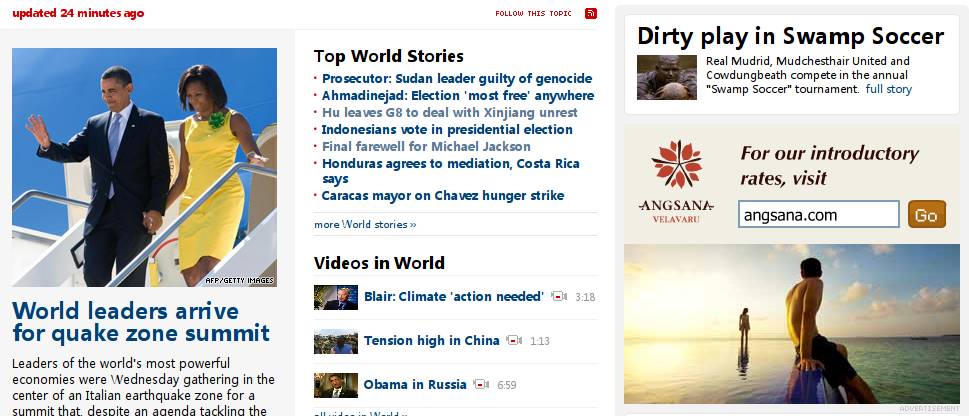 updated 24 minutes ago
FOLLOW THIS TOPIC
AFP/GETTY IMAGES
World leaders arrive
for quake zone summit
Leaders of the world's most powerful
economies were Wednesday gathering in the
center of an Italian earthquake zone for a
summit that, despite an agenda tackling the
Top World Stories
Prosecutor: Sudan leader guilty of genocide
Ahmadinejad: Election 'most free' anywhere
Hu leaves G8 to deal with Xinjiang unrest
Indonesians vote in presidential election
Final farewell for Michael Jackson
Honduras agrees to mediation, Costa Rica
says
Caracas mayor on Chavez hunger strike
more World stories »
Videos in World
Blair: Climate 'action needed' 3:18
Tension high in China 1:13
Obama in Russia 6:59
all videos in World »
Dirty play in Swamp Soccer
Real Mudrid, Mudchesthair United and
Cowdungbeath compete in the annual
"Swamp Soccer" tournament. full story
ANGSANA
VELAVARU
For our introductory
rates, visit
angsana.com
Go
ADVERTISEMENT